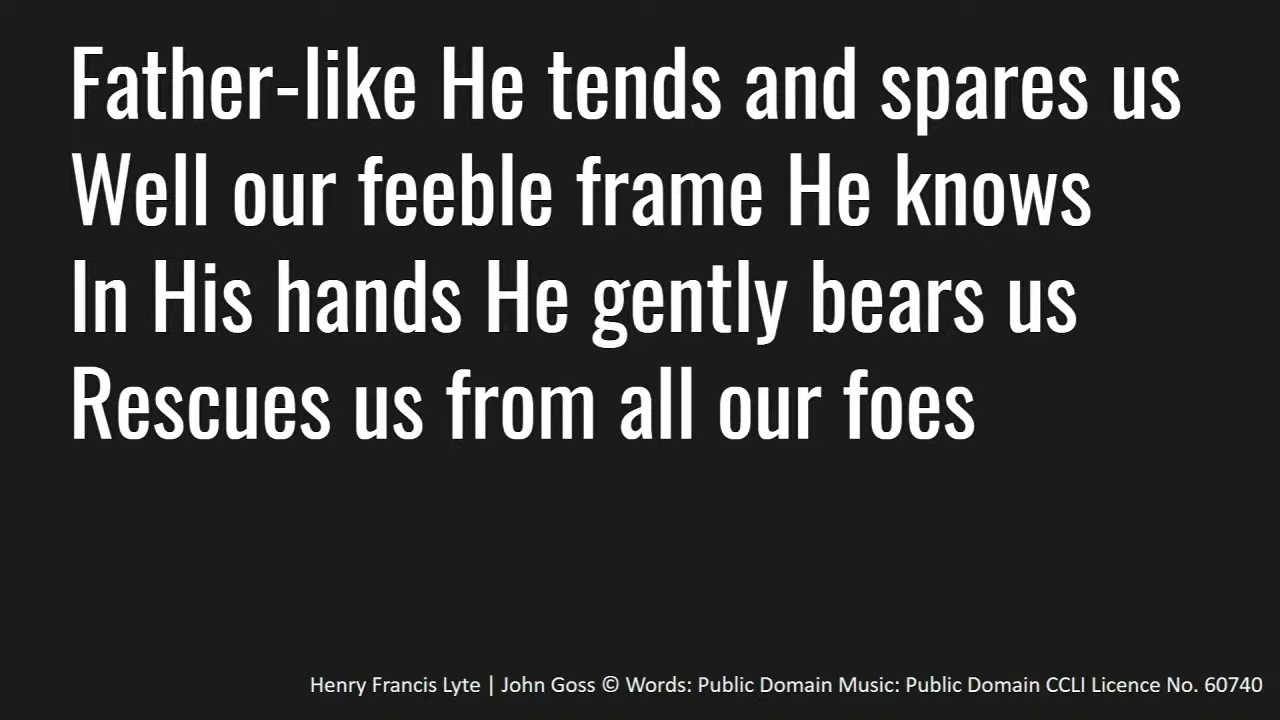 Father-like He tends and spares us
Well our feeble frame He knows
In His hands He gently bears us
Rescues us from all our foes
Henry Francis Lyte | John Goss © Words: Public Domain Music: Public Domain CCLI Licence No. 60740